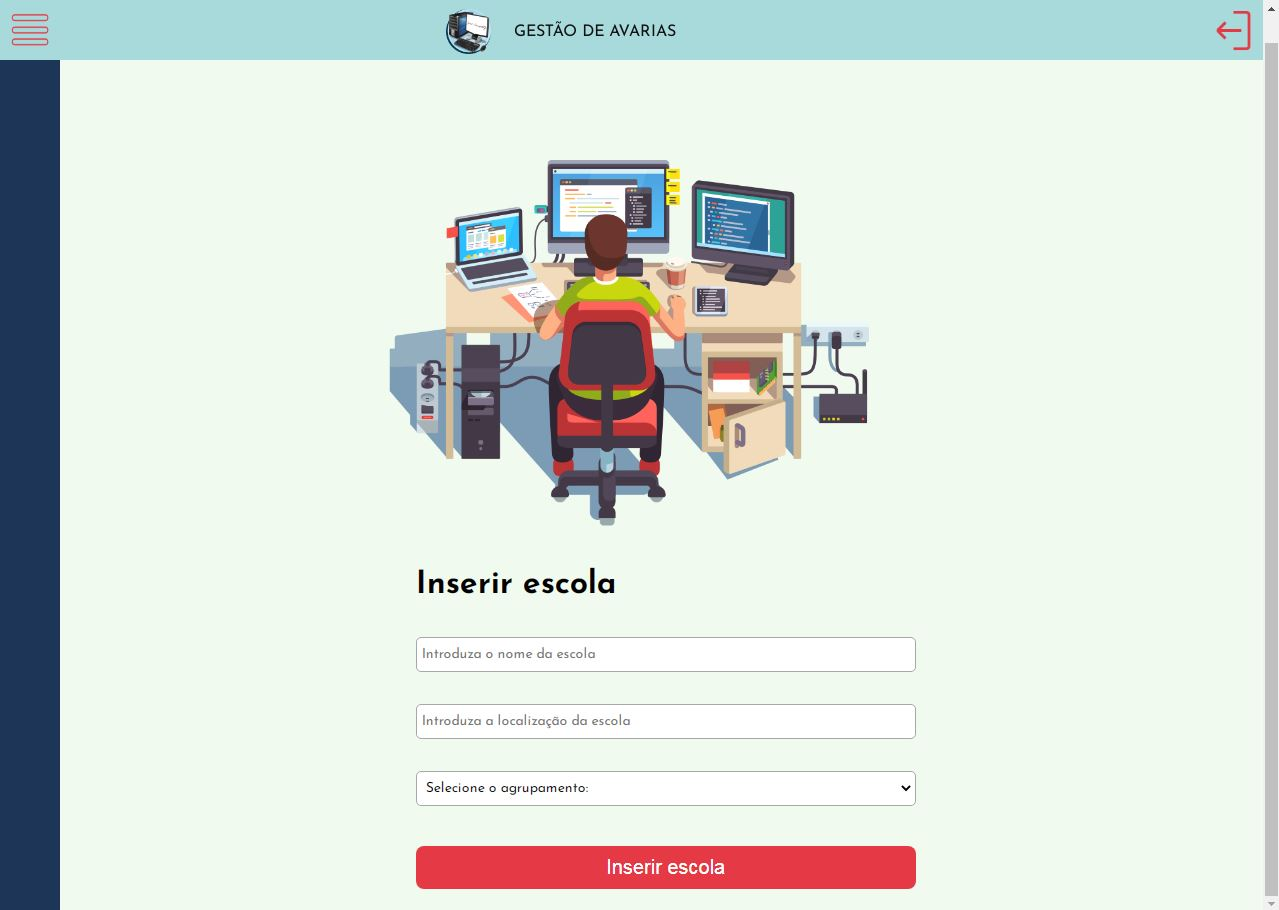 GESTÃO DE AVARIAS
Inserir escola
Introduza o nome da escola
Introduza a localização da escola
Selecione o agrupamento:
Inserir escola